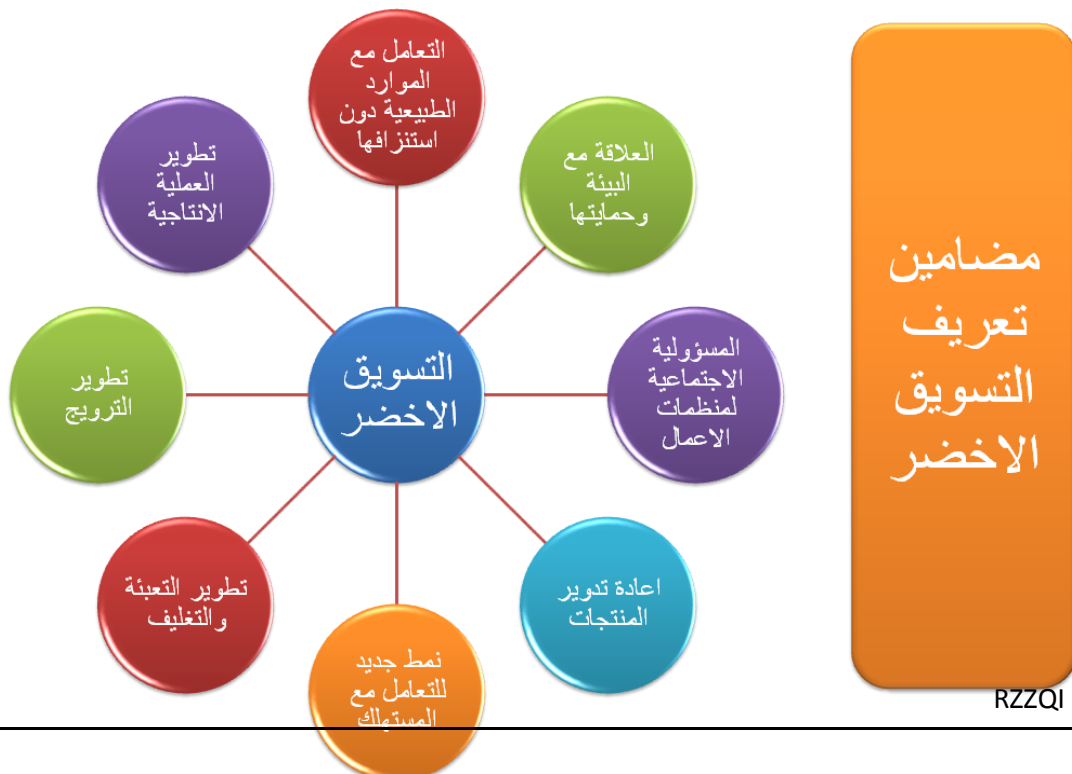 مضامين
تعريف
التسويق
الاخضر
التعامل مع
الموارد
الطبيعية دون
استنزافها
العلاقة مع
البيئة
وحمايتها
المسؤولية
الاجتماعية
لمنظمات
الاعمال
اعادة تدوير
المنتجات
نمط جديد
للتعامل مع
المستهلك
تطوير التعبئة
والتغليف
تطوير
الترويج
تطوير
العملية
الانتاجية
التسويق
الاخضر
RZZQI